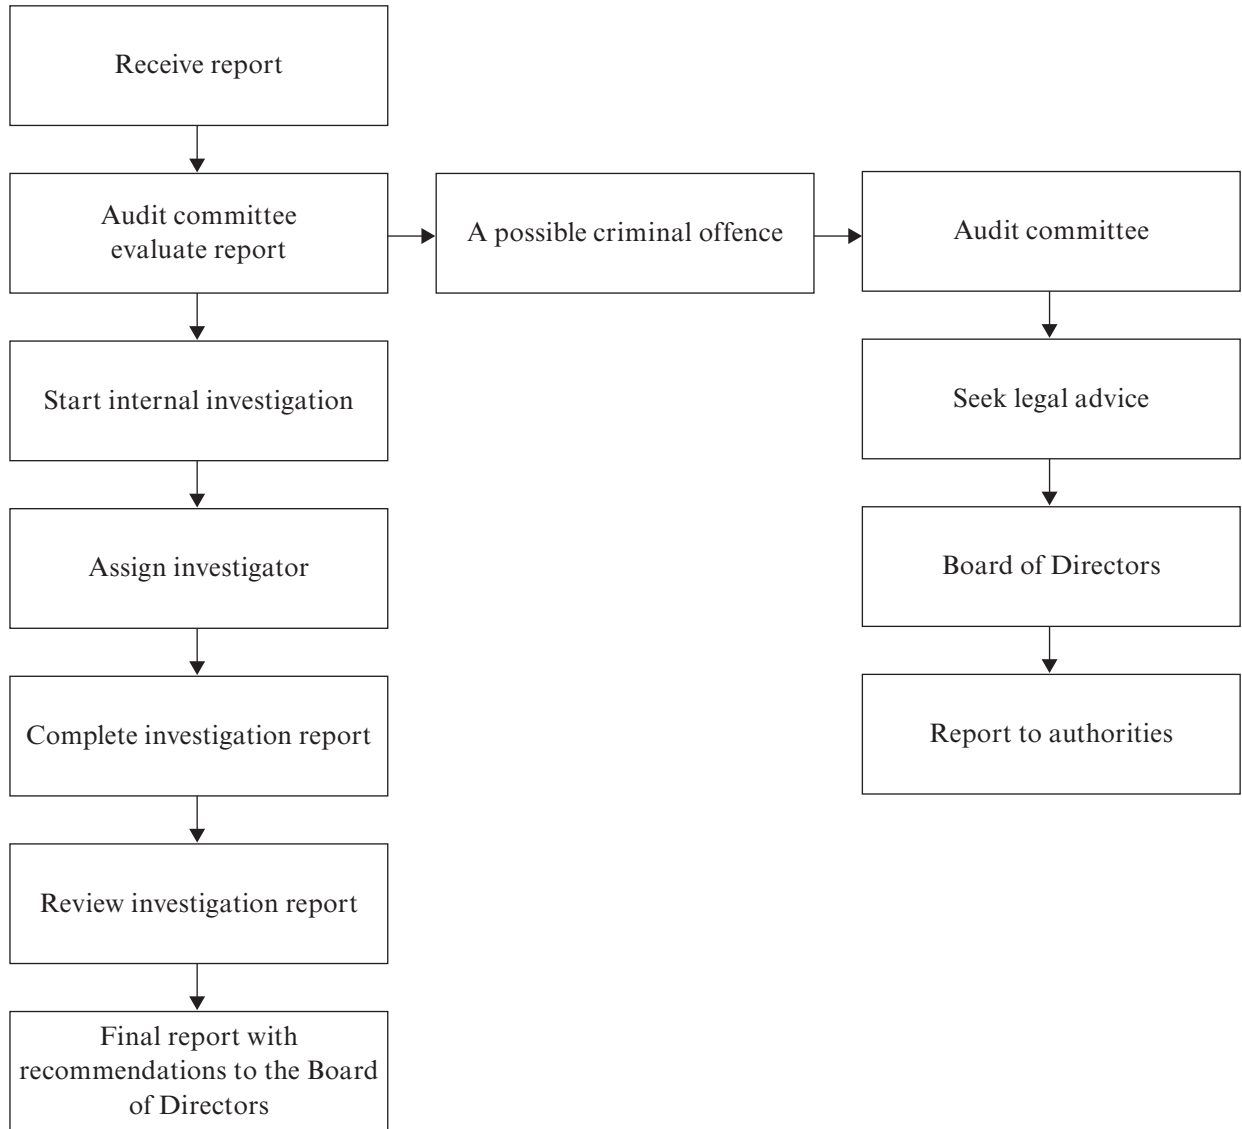 Receive report
Audit committee
evaluate report
A possible criminal offence
Audit committee
Start internal investigation
Seek legal advice
Assign investigator
Board of Directors
Complete investigation report
Report to authorities
Review investigation report
Final report with
recommendations to the Board
of Directors